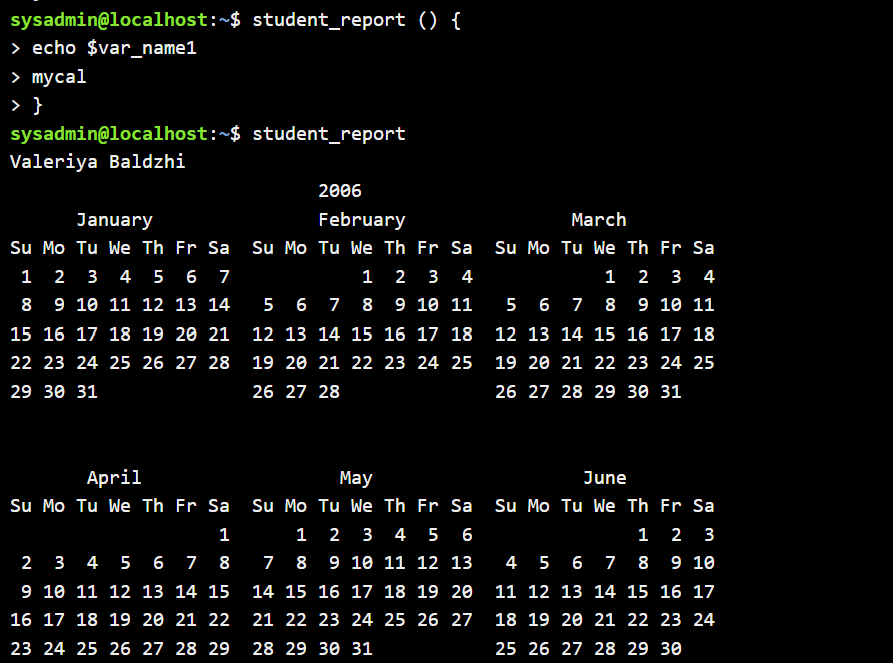 sysadmin@localhost:~$ student_report () {
> echo $var_name1
> mycal
> }
sysadmin@localhost:~$ student_report
Valeriya Baldzhi
                            2006
      January               February               March
Su Mo Tu We Th Fr Sa  Su Mo Tu We Th Fr Sa  Su Mo Tu We Th Fr Sa
 1  2  3  4  5  6  7            1  2  3  4            1  2  3  4
 8  9 10 11 12 13 14   5  6  7  8  9 10 11   5  6  7  8  9 10 11
15 16 17 18 19 20 21  12 13 14 15 16 17 18  12 13 14 15 16 17 18
22 23 24 25 26 27 28  19 20 21 22 23 24 25  19 20 21 22 23 24 25
29 30 31              26 27 28              26 27 28 29 30 31
       April                  May                   June
Su Mo Tu We Th Fr Sa  Su Mo Tu We Th Fr Sa  Su Mo Tu We Th Fr Sa
                   1      1  2  3  4  5  6               1  2  3
 2  3  4  5  6  7  8   7  8  9 10 11 12 13   4  5  6  7  8  9 10
 9 10 11 12 13 14 15  14 15 16 17 18 19 20  11 12 13 14 15 16 17
16 17 18 19 20 21 22  21 22 23 24 25 26 27  18 19 20 21 22 23 24
23 24 25 26 27 28 29  28 29 30 31           25 26 27 28 29 30